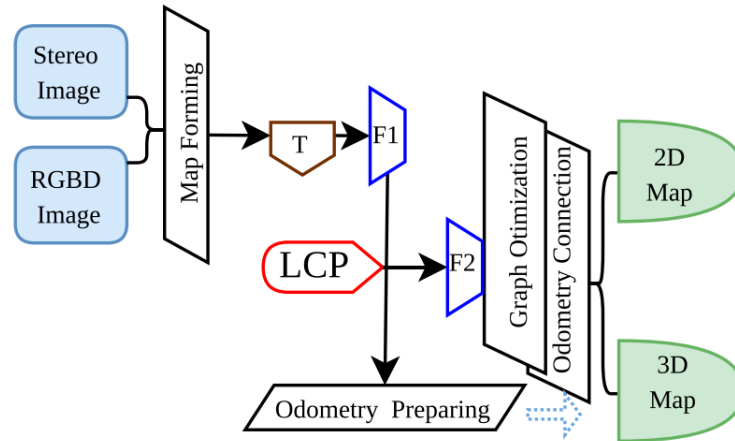 Stereo
Image
RGBD
Image
Map Forming
T
F1
LCP
F2
Graph Otimization
Odometry Connection
2D
Map
3D
Map
Odometry Preparing